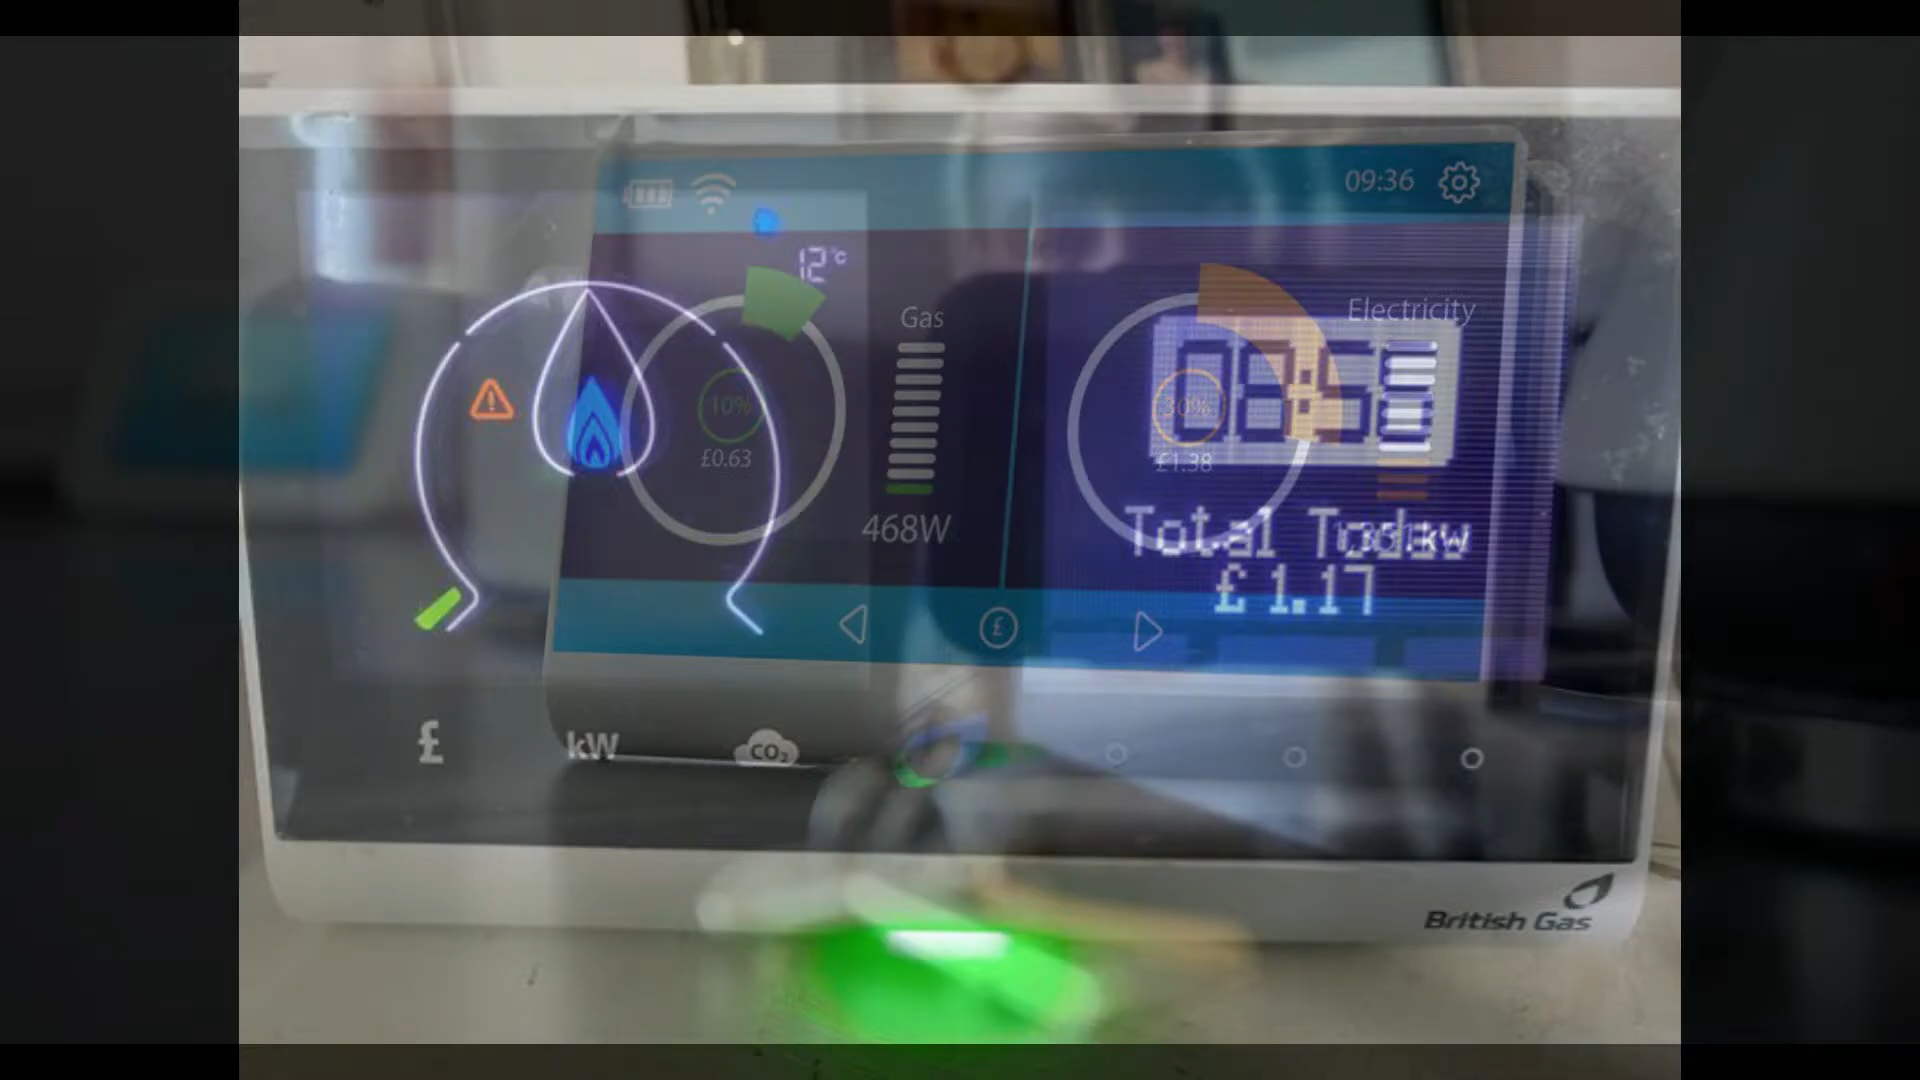 09:36
12°C
Gas
Electricity
10%
£0.63
30%
£1.38
468W
kW
Total Today
£ 1.17
£
£
kW
CO₂
British Gas